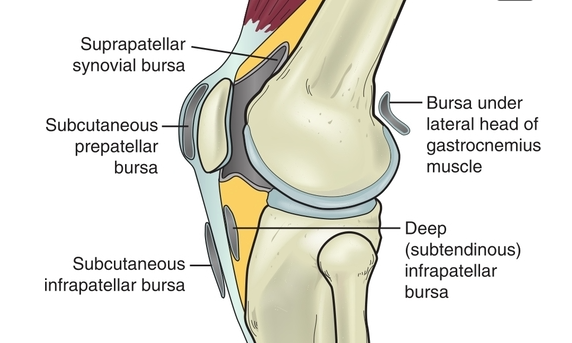 Suprapatellar
synovial bursa
Subcutaneous
prepatellar
bursa
Subcutaneous
infrapatellar bursa
Bursa under
lateral head of
gastrocnemius
muscle
Deep
(subtendinous)
infrapatellar
bursa